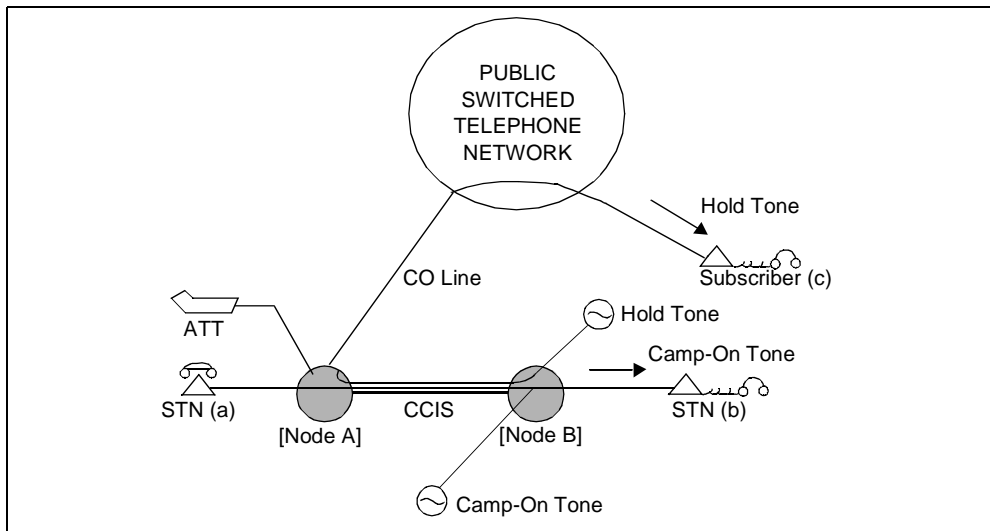 PUBLIC
SWITCHED
TELEPHONE
NETWORK
Hold Tone
Subscriber (c)
CO Line
ATT
Hold Tone
Camp-On Tone
STN (a)
CCIS
STN (b)
[Node A]
[Node B]
Camp-On Tone